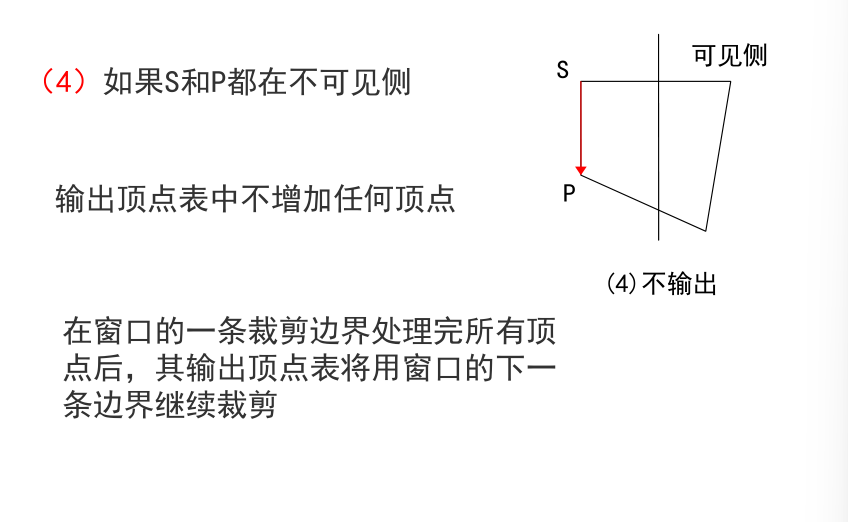 (4)如果S和P都在不可见侧
可见侧
S
输出顶点表中不增加任何顶点
P
(4)不输出
在窗口的一条裁剪边界处理完所有顶
点后，其输出顶点表将用窗口的下一
条边界继续裁剪